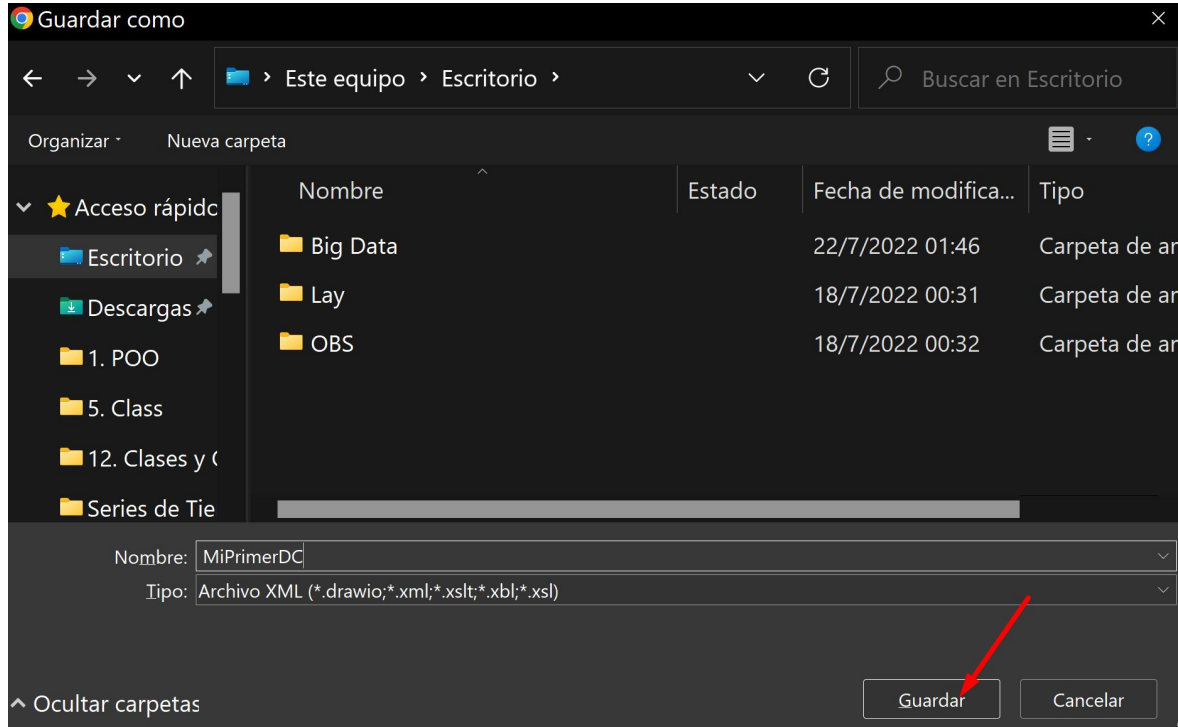 Guardar como
Este equipo > Escritorio >
Buscar en Escritorio
Organizar
Nueva carpeta
?
Nombre
Estado
Fecha de modifica...
Tipo
Acceso rápido
Escritorio
Descargas
1. POO
5. Class
12. Clases y
Series de Tie
Big Data
22/7/2022 01:46
Carpeta de ar
Lay
18/7/2022 00:31
Carpeta de ar
OBS
18/7/2022 00:32
Carpeta de ar
Nombre: MiPrimerDC
Tipo: Archivo XML (*.drawio;*.xml;*.xslt;*.xbl;*.xsl)
Ocultar carpetas
Guardar
Cancelar